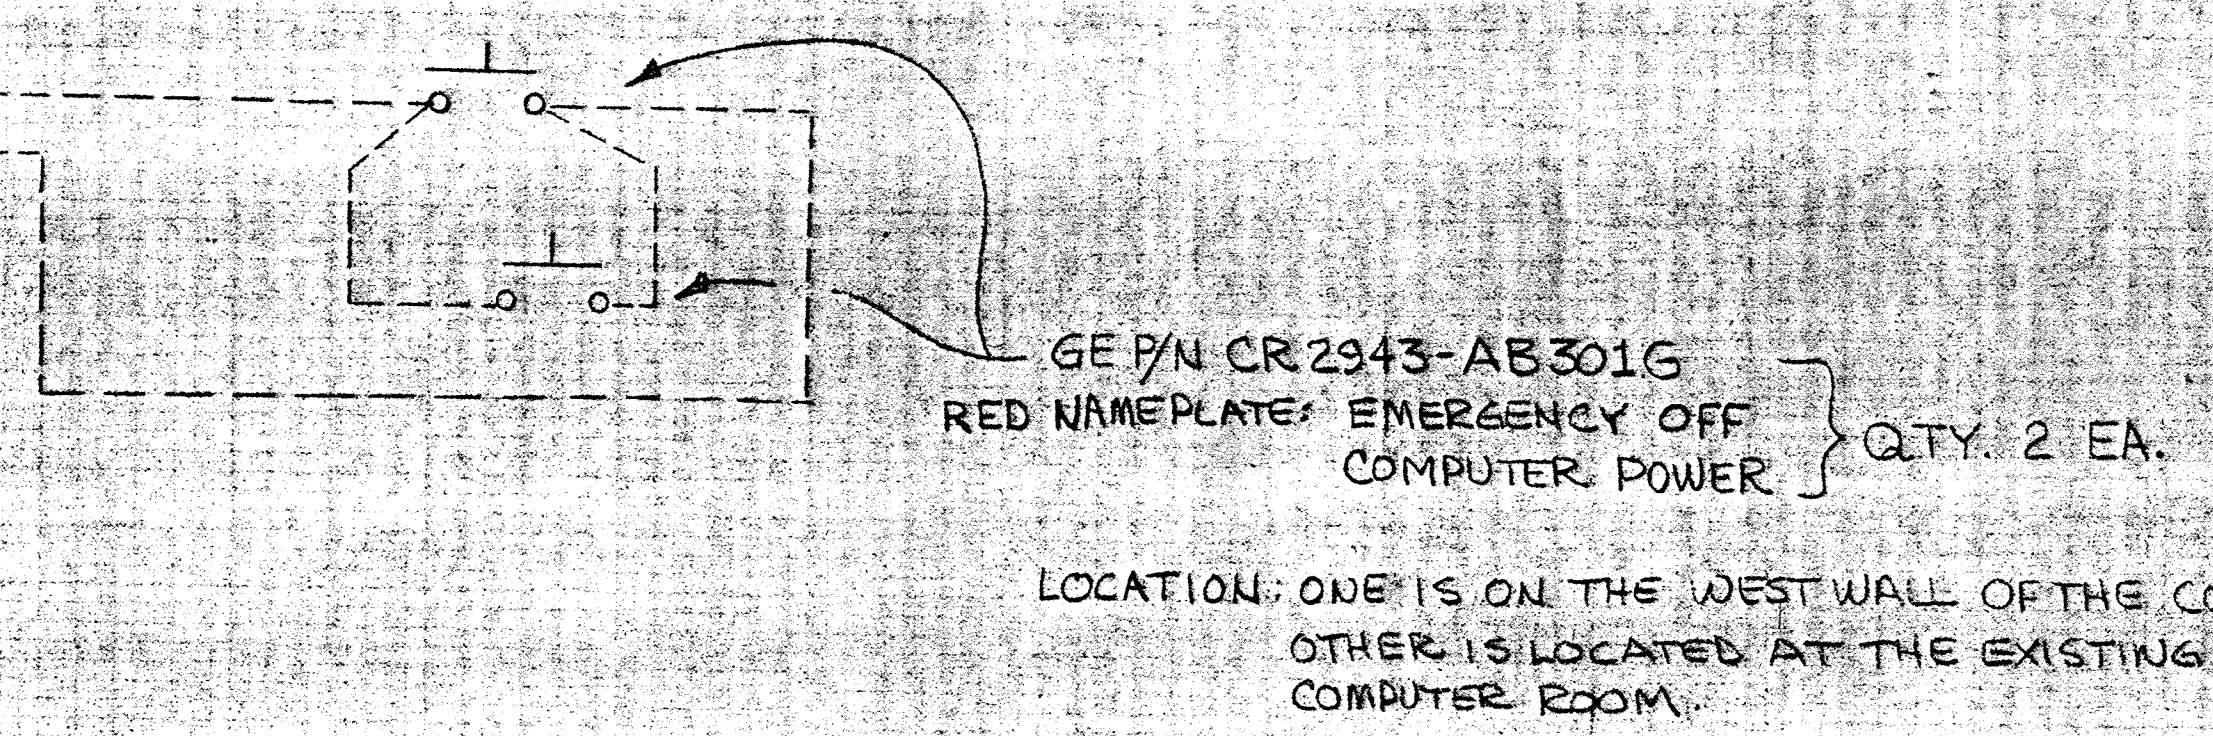 GE P/N CR2943-AB301G
RED NAMEPLATE: EMERGENCY OFF
COMPUTER POWER
QTY. 2 EA.
LOCATION: ONE IS ON THE WEST WALL OF THE
OTHER IS LOCATED AT THE EXISTING
COMPUTER ROOM.